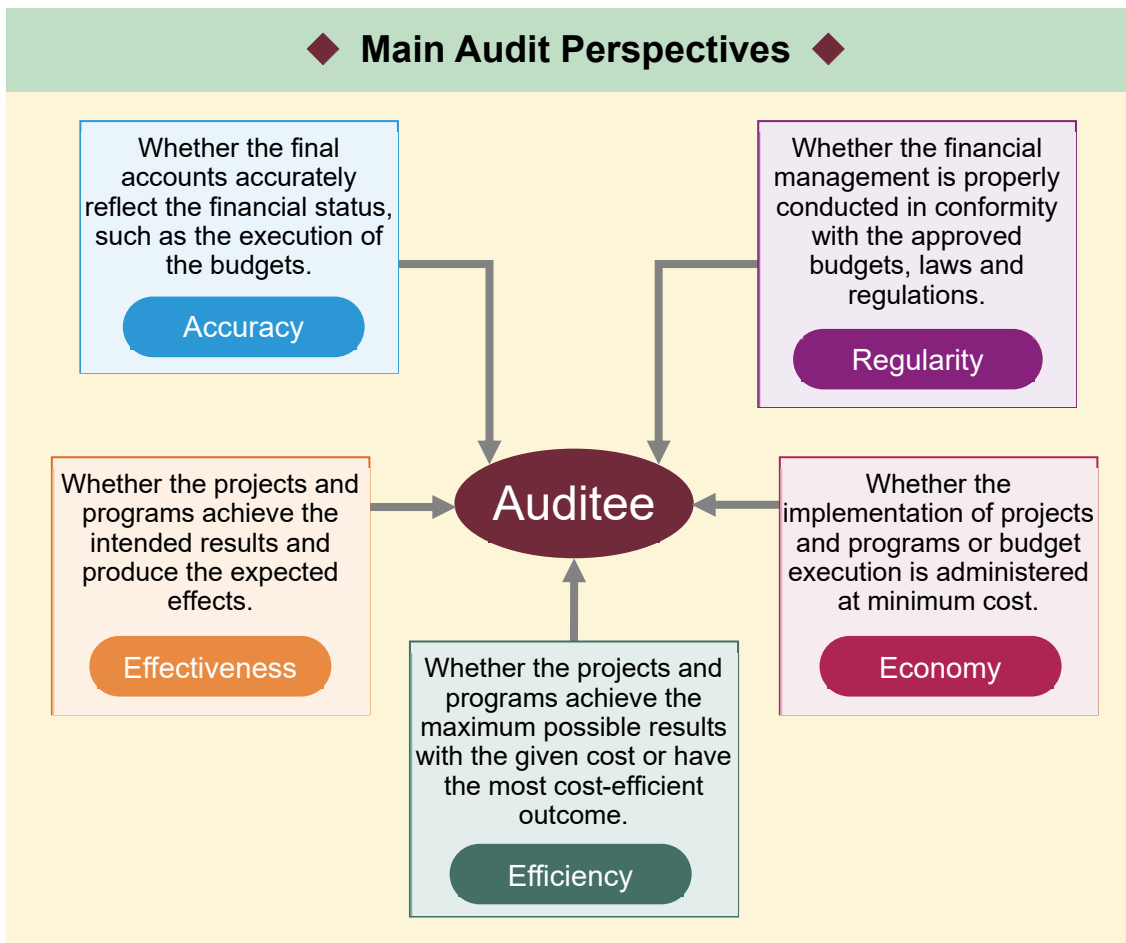 Main Audit Perspectives
Whether the final
accounts accurately
reflect the financial status,
such as the execution of
the budgets.
Accuracy
Whether the financial
management is properly
conducted in conformity
with the approved
budgets, laws and
regulations.
Regularity
Auditee
Whether the projects and
programs achieve the
intended results and
produce the expected
effects.
Effectiveness
Whether the
implementation of projects
and programs or budget
execution is administered
at minimum cost.
Economy
Whether the projects and
programs achieve the
maximum possible results
with the given cost or have
the most cost-efficient
outcome.
Efficiency